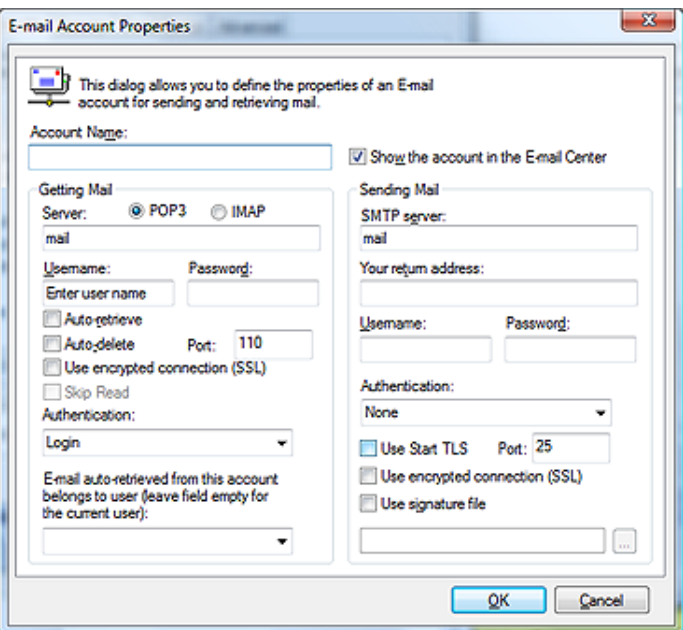 E-mail Account Properties
Advanced
This dialog allows you to define the properties of an E-mail
account for sending and retrieving mail.
Account Name:
Show the account in the E-mail Center
Getting Mail
Server: POP3 IMAP
mail
Username: Password:
Enter user name
Auto-retrieve
Auto-delete Port: 110
Use encrypted connection (SSL)
Skip Read
Authentication:
Login
E-mail auto-retrieved from this account
belongs to user (leave field empty for
the current user):
Sending Mail
SMTP server:
mail
Your return address:
Username: Password:
Authentication:
None
Use Start TLS Port: 25
Use encrypted connection (SSL)
Use signature file
...
OK Cancel